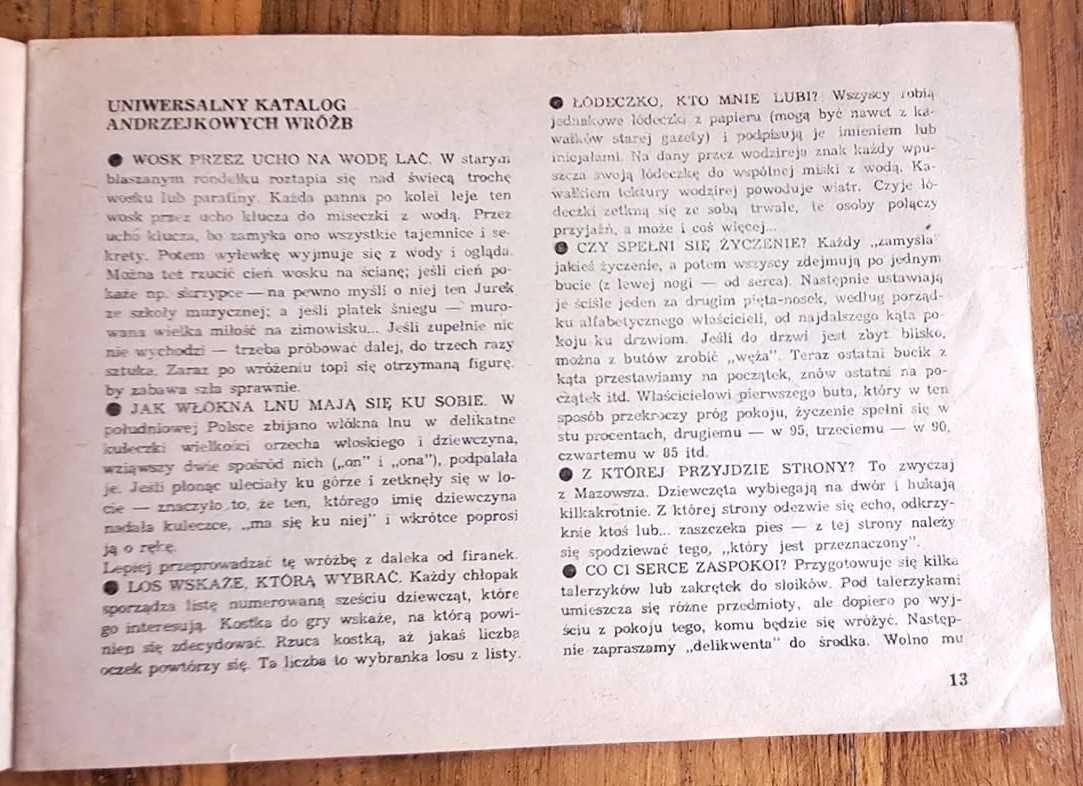 UNIWERSALNY KATALOG
ANDRZEJKOWYCH WRÓŻB
● WOSK PRZEZ UCHO NA WODĘ LAĆ. W starym
blaszanym rondelku roztapia się nad świecą trochę
wosku lub parafiny. Każda panna po kolei leje ten
wosk przez ucho klucza do miseczki z wodą. Przez
ucho klucza, bo zamyka ono wszystkie tajemnice i se-
krety. Potem wylewkę wyjmuje się z wody i ogląda.
Można też rzucić cień wosku na ścianę; jeśli cień po-
każe np. skrzypce — na pewno myśli o niej ten Jurek
ze szkoły muzycznej; a jeśli płatek śniegu — muro-
wana wielka miłość na zimowisku... Jeśli zupełnie nic
nie wychodzi — trzeba próbować dalej, do trzech razy
sztuka. Zaraz po wróżeniu topi się otrzymaną figurę,
by zabawa szła sprawnie.
● JAK WŁÓKNA LNU MAJĄ SIĘ KU SOBIE. W
południowej Polsce zbijano włókna lnu w delikatne
kuleczki wielkości orzecha włoskiego i dziewczyna,
wziąwszy dwie spośród nich („on” i „ona”), podpalała
je. Jeśli płonąc uleciały ku górze i zetknęły się w lo-
cie — znaczyło to, że ten, którego imię dziewczyna
nadała kuleczce, „ma się ku niej” i wkrótce poprosi
ją o rękę.
Lepiej przeprowadzać tę wróżbę z daleka od firanek.
● LOS WSKAŻE, KTÓRĄ WYBRAĆ. Każdy chłopak
sporządza listę numerowaną sześciu dziewcząt, które
go interesują. Kostka do gry wskaże, na którą powi-
nien się zdecydować. Rzuca kostką, aż jakaś liczba
oczek powtórzy się. Ta liczba to wybranka losu z listy.
● ŁÓDECZKO, KTO MNIE LUBI? Wszyscy robią
jednakowe łódeczki z papieru (mogą być nawet z ka-
wałków starej gazety) i podpisują je imieniem lub
inicjałami. Na dany przez wodzireja znak każdy wpu-
szcza swoją łódeczkę do wspólnej miski z wodą. Ka-
wałkiem tektury wodzirej powoduje wiatr. Czyje łó-
deczki zetkną się ze sobą trwale, te osoby połączy
przyjaźń, a może i coś więcej...
● CZY SPEŁNI SIĘ ŻYCZENIE? Każdy „zamyśla”
jakieś życzenie, a potem wszyscy zdejmują po jednym
bucie (z lewej nogi — od serca). Następnie ustawiają
je ściśle jeden za drugim pięta-nosek, według porząd-
ku alfabetycznego właścicieli, od najdalszego kąta po-
koju ku drzwiom. Jeśli do drzwi jest zbyt blisko,
można z butów zrobić „węża”. Teraz ostatni bucik z
kąta przestawiamy na początek, znów ostatni na po-
czątek itd. Właścicielowi pierwszego buta, który w ten
sposób przekroczy próg pokoju, życzenie spełni się w
stu procentach, drugiemu — w 95, trzeciemu — w 90,
czwartemu w 85 itd.
● Z KTÓREJ PRZYJDZIE STRONY? To zwyczaj
z Mazowsza. Dziewczęta wybiegają na dwór i hukają
kilkakrotnie. Z której strony odezwie się echo, odkrzy-
knie ktoś lub... zaszczeka pies — z tej strony należy
się spodziewać tego, „który jest przeznaczony”.
● CO CI SERCE ZASPOKOI? Przygotowuje się kilka
talerzyków lub zakrętek do słoików. Pod talerzykami
umieszcza się różne przedmioty, ale dopiero po wyj-
ściu z pokoju tego, komu będzie się wróżyć. Następ-
nie zapraszamy „delikwenta” do środka. Wolno mu
13